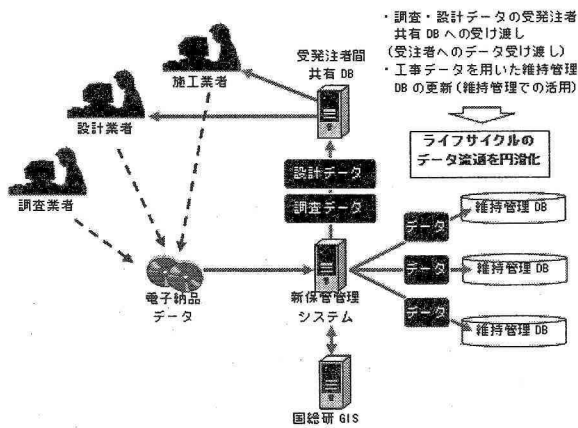 ・調査・設計データの受発注者
共有DBへの受け渡し
(受注者へのデータ受け渡し)
・工事データを用いた維持管理
DBの更新(維持管理での活用)
ライフサイクルの
データ流通を円滑化
施工業者
設計業者
調査業者
受発注者間
共有DB
設計データ
調査データ
電子納品
データ
新保管管理
システム
国総研GIS
データ
データ
データ
維持管理DB
維持管理DB
維持管理DB